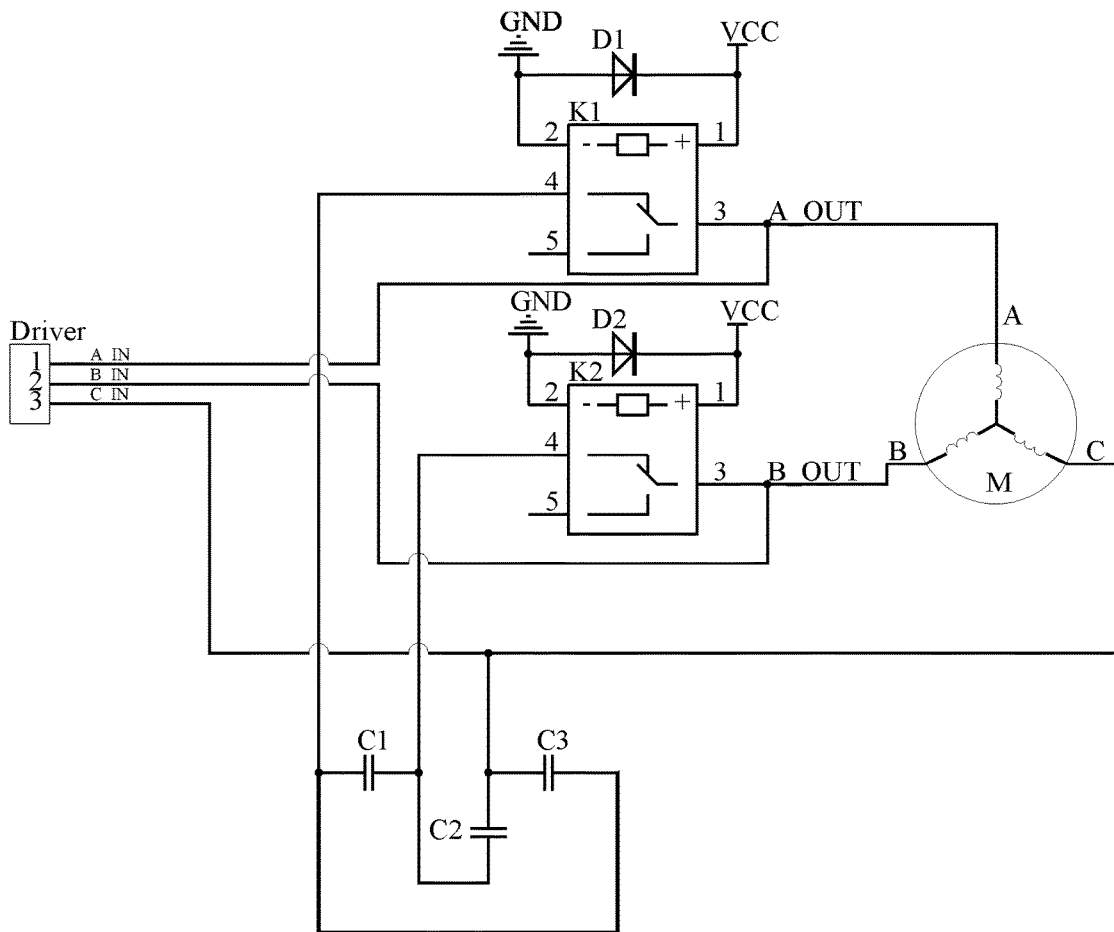 GND
D1
VCC
K1
2
- +
1
4
3
A OUT
5
GND
D2
VCC
A
Driver
1
A IN
2
B IN
3
C IN
K2
2
- +
1
4
3
B OUT
B
C
5
M
C1
C3
C2